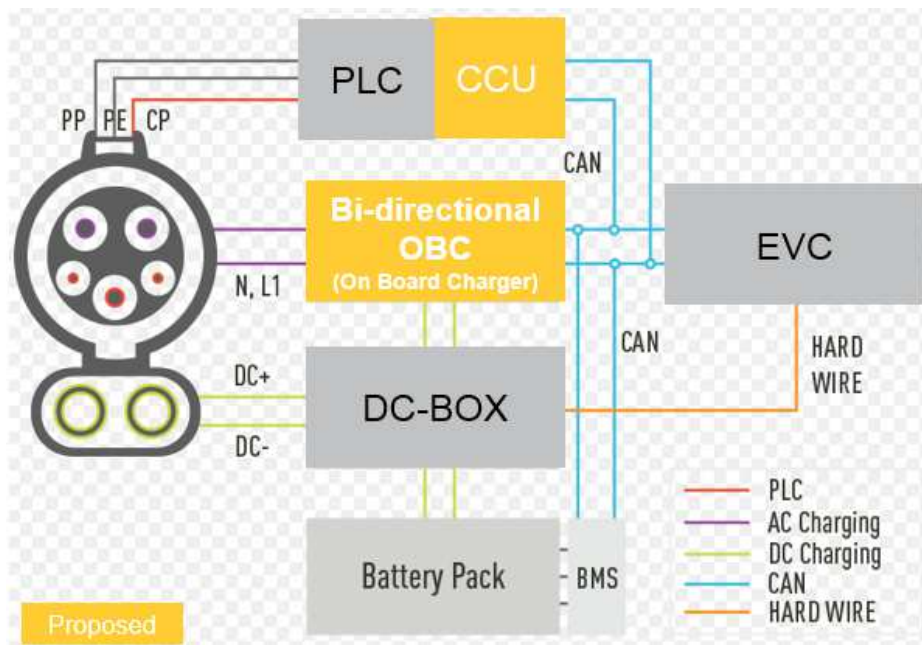 PLC
CCU
PP
PE
CP
CAN
Bi-directional
OBC
(On Board Charger)
EVC
N, L1
CAN
HARD
WIRE
DC+
DC-BOX
DC-
PLC
AC Charging
DC Charging
CAN
HARD WIRE
Battery Pack
BMS
Proposed